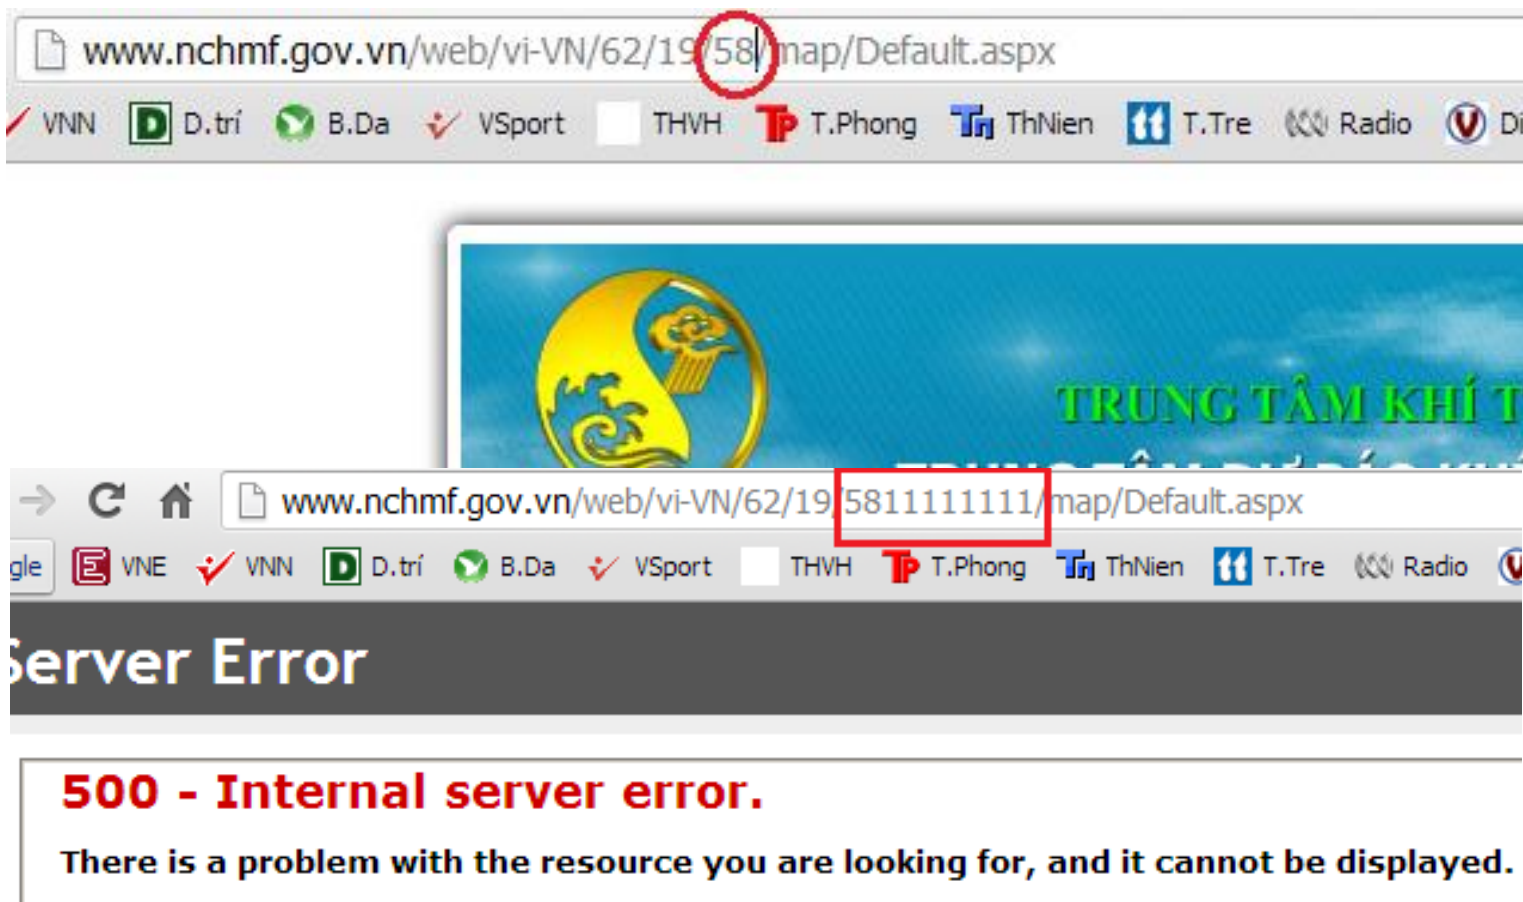 www.nchmf.gov.vn/web/vi-VN/62/19/58/map/Default.aspx
VNN D.trí B.Da VSport THVH T.Phong ThNien T.Tre Radio
TRUNG TÂM KHÍ T
www.nchmf.gov.vn/web/vi-VN/62/19/5811111111/map/Default.aspx
gle VNE VNN D.trí B.Da VSport THVH T.Phong ThNien T.Tre Radio
Server Error
500 - Internal server error.
There is a problem with the resource you are looking for, and it cannot be displayed.